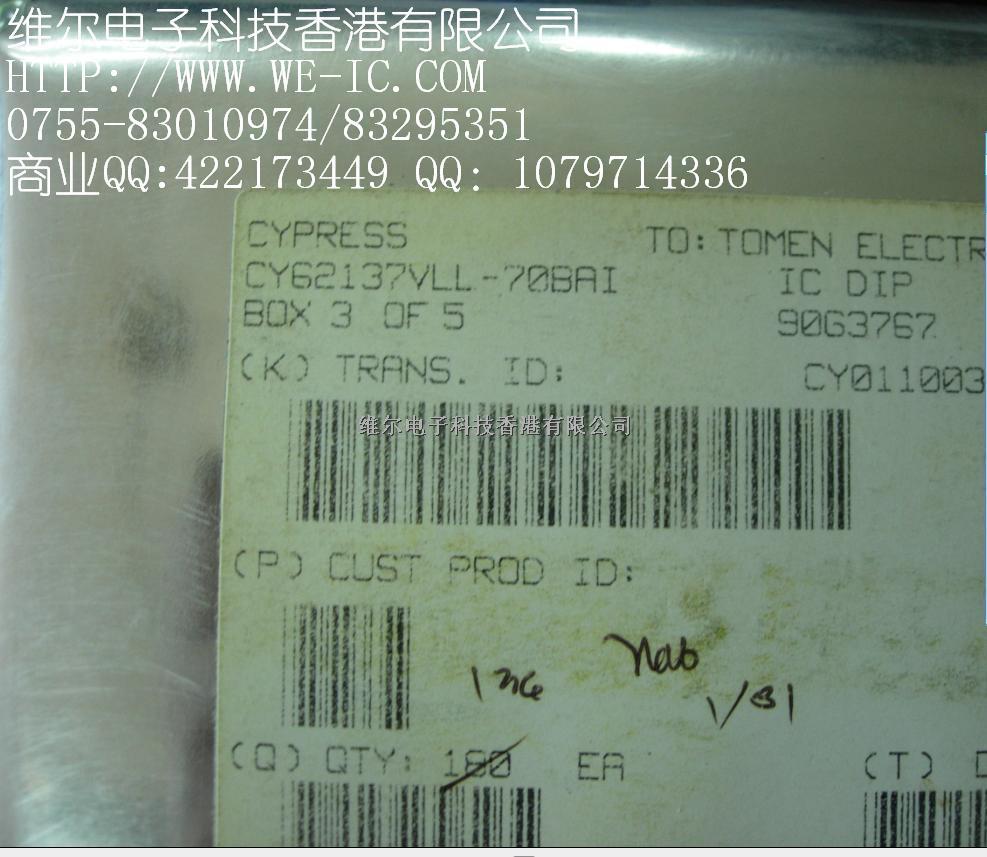 维尔电子科技香港有限公司
HTTP://WWW.WE-IC.COM
0755-83010974/83295351
商业QQ:422173449 QQ: 1079714336
CYPRESS TO: TOMEN ELECTR
CY62137VLL-70BAI IC DIP
BOX 3 OF 5 90G3767
(K) TRANS. ID: CY011003
维尔电子科技香港有限公司
(P) CUST PROD ID:
1/31
(Q) QTY: 180 EA (T)